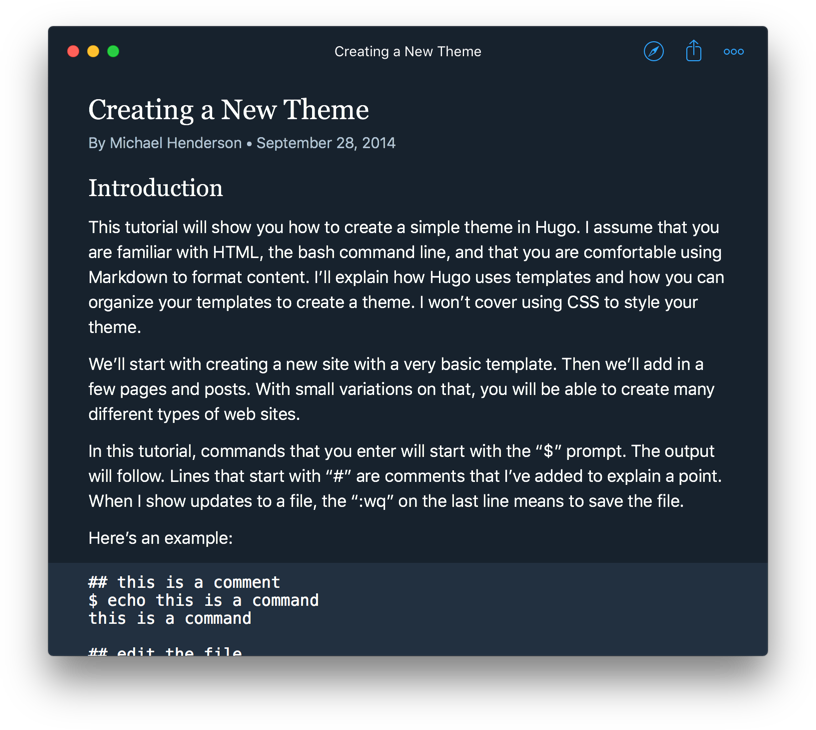 Creating a New Theme
Creating a New Theme
By Michael Henderson • September 28, 2014
Introduction
This tutorial will show you how to create a simple theme in Hugo. I assume that you
are familiar with HTML, the bash command line, and that you are comfortable using
Markdown to format content. I’ll explain how Hugo uses templates and how you can
organize your templates to create a theme. I won’t cover using CSS to style your
theme.
We’ll start with creating a new site with a very basic template. Then we’ll add in a
few pages and posts. With small variations on that, you will be able to create many
different types of web sites.
In this tutorial, commands that you enter will start with the “$” prompt. The output
will follow. Lines that start with “#” are comments that I’ve added to explain a point.
When I show updates to a file, the “:wq” on the last line means to save the file.
Here’s an example:
## this is a comment
$ echo this is a command
this is a command
## edit the file